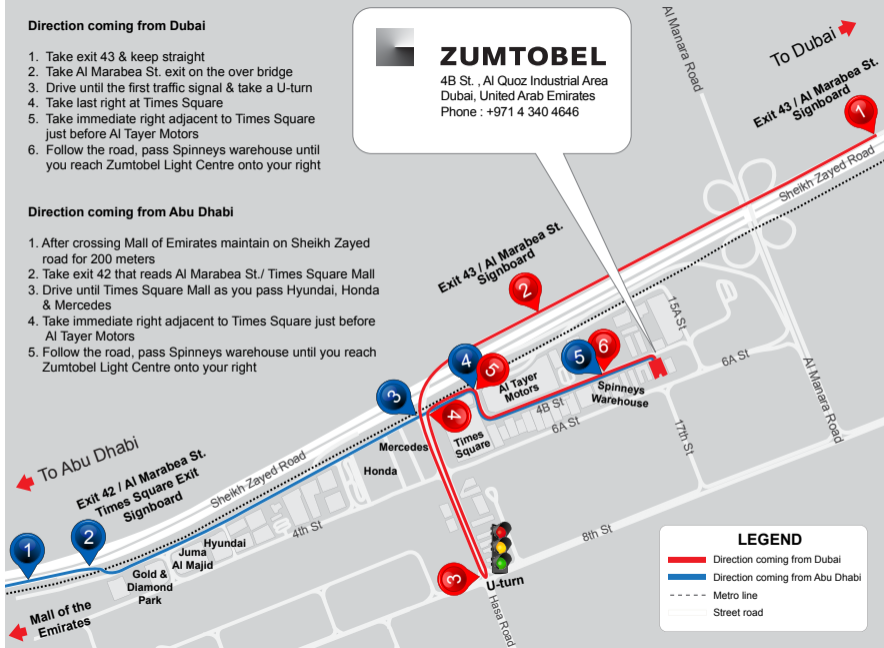 Direction coming from Dubai
1. Take exit 43 & keep straight
2. Take Al Marabea St. exit on the over bridge
3. Drive until the first traffic signal & take a U-turn
4. Take last right at Times Square
5. Take immediate right adjacent to Times Square
just before Al Tayer Motors
6. Follow the road, pass Spinneys warehouse until
you reach Zumtobel Light Centre onto your right
Direction coming from Abu Dhabi
1. After crossing Mall of Emirates maintain on Sheikh Zayed
road for 200 meters
2. Take exit 42 that reads Al Marabea St./ Times Square Mall
3. Drive until Times Square Mall as you pass Hyundai, Honda
& Mercedes
4. Take immediate right adjacent to Times Square just before
Al Tayer Motors
5. Follow the road, pass Spinneys warehouse until you reach
Zumtobel Light Centre onto your right
ZUMTOBEL
4B St. , Al Quoz Industrial Area
Dubai, United Arab Emirates
Phone : +971 4 340 4646
Al Manara Road
To Dubai
Exit 43 / Al Marabea St.
Signboard
1
Sheikh Zayed Road
Exit 43 / Al Marabea St.
Signboard
2
15A St
4
5
5
6
Al Tayer
Motors
Spinneys
Warehouse
6A St
Al Manara Road
3
4
4B St
6A St
Times
Square
17th St
Mercedes
Honda
To Abu Dhabi
Exit 42 / Al Marabea St.
Times Square Exit
Signboard
Sheikh Zayed Road
4th St
8th St
1
2
Hyundai
Juma
Al Majid
Gold &
Diamond
Park
3
U-turn
Hasa Road
Mall of the
Emirates
LEGEND
Direction coming from Dubai
Direction coming from Abu Dhabi
Metro line
Street road